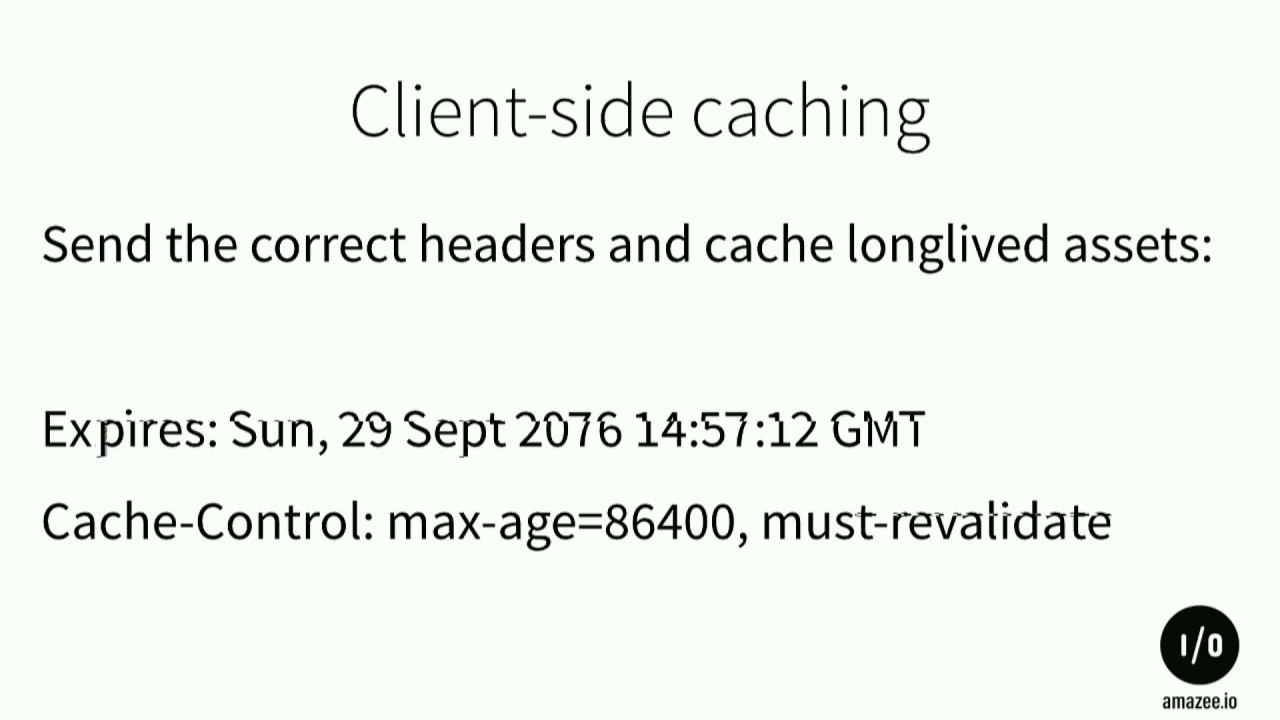 Client-side caching
Send the correct headers and cache longlived assets:
Expires: Sun, 29 Sept 2076 14:57:12 GMT
Cache-Control: max-age=86400, must-revalidate
I/O
amazee.io